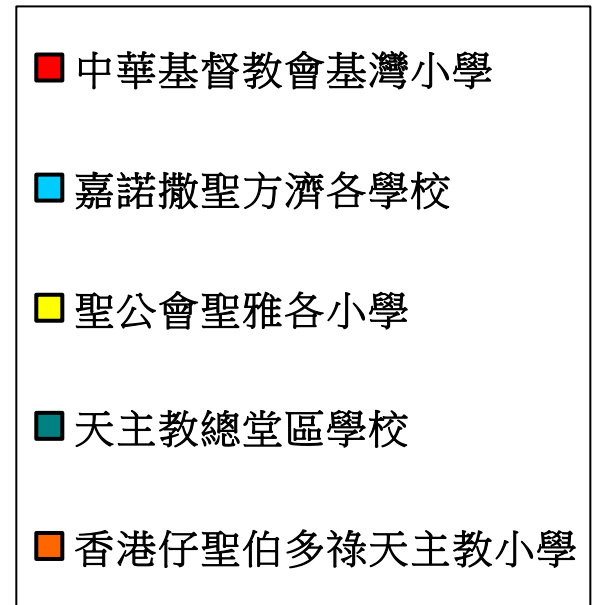 中華基督教會基灣小學
嘉諾撒聖方濟各學校
聖公會聖雅各小學
天主教總堂區學校
香港仔聖伯多祿天主教小學